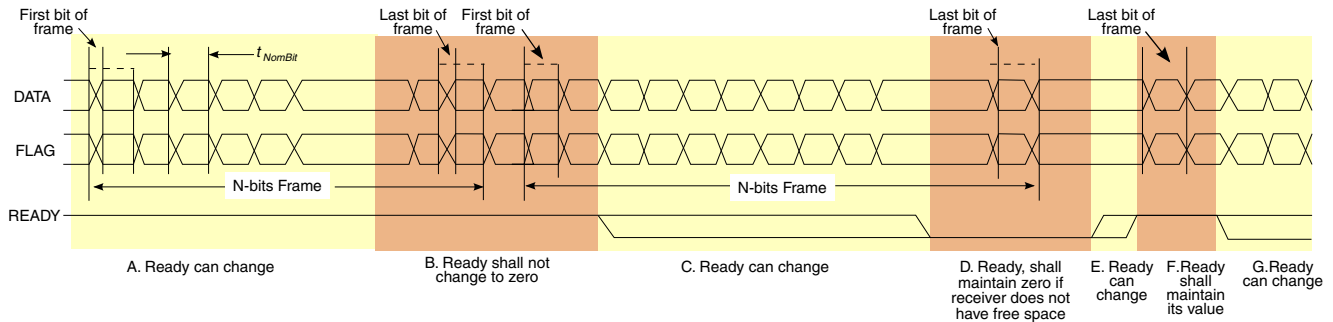 First bit of
frame
t NomBit
Last bit of
frame
First bit of
frame
Last bit of
frame
Last bit of
frame
DATA
FLAG
N-bits Frame
N-bits Frame
READY
A. Ready can change
B. Ready shall not
change to zero
C. Ready can change
D. Ready, shall
maintain zero if
receiver does not
have free space
E. Ready
can
change
F.Ready
shall
maintain
its value
G.Ready
can change